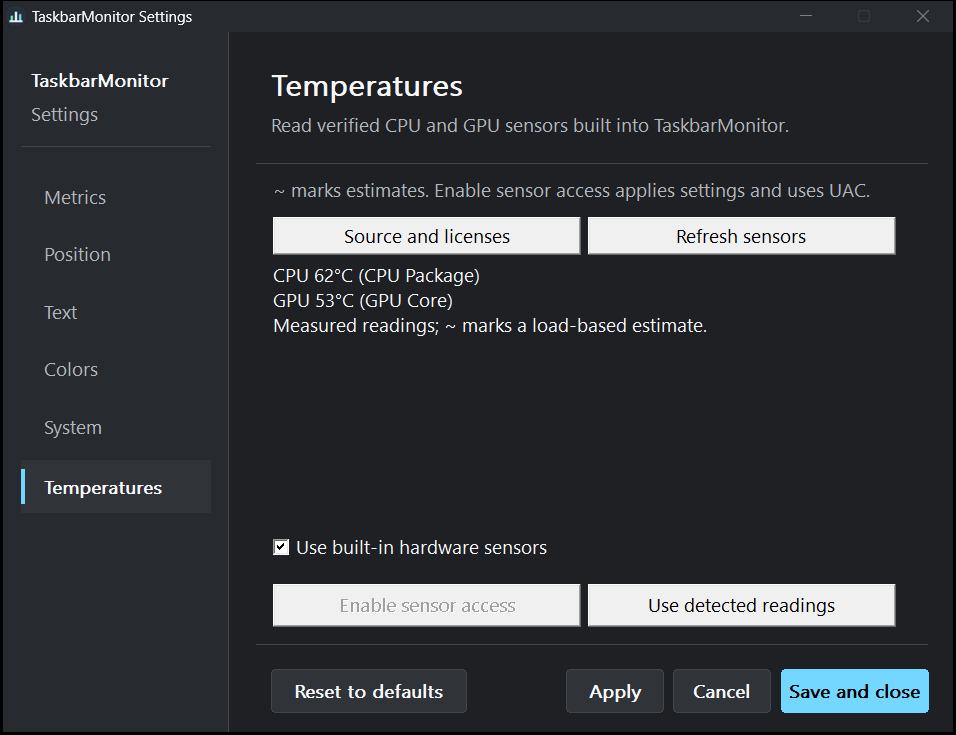 TaskbarMonitor Settings
TaskbarMonitor
Settings
Metrics
Position
Text
Colors
System
Temperatures
Temperatures
Read verified CPU and GPU sensors built into TaskbarMonitor.
~ marks estimates. Enable sensor access applies settings and uses UAC.
Source and licenses
Refresh sensors
CPU 62°C (CPU Package)
GPU 53°C (GPU Core)
Measured readings; ~ marks a load-based estimate.
Use built-in hardware sensors
Enable sensor access
Use detected readings
Reset to defaults
Apply
Cancel
Save and close